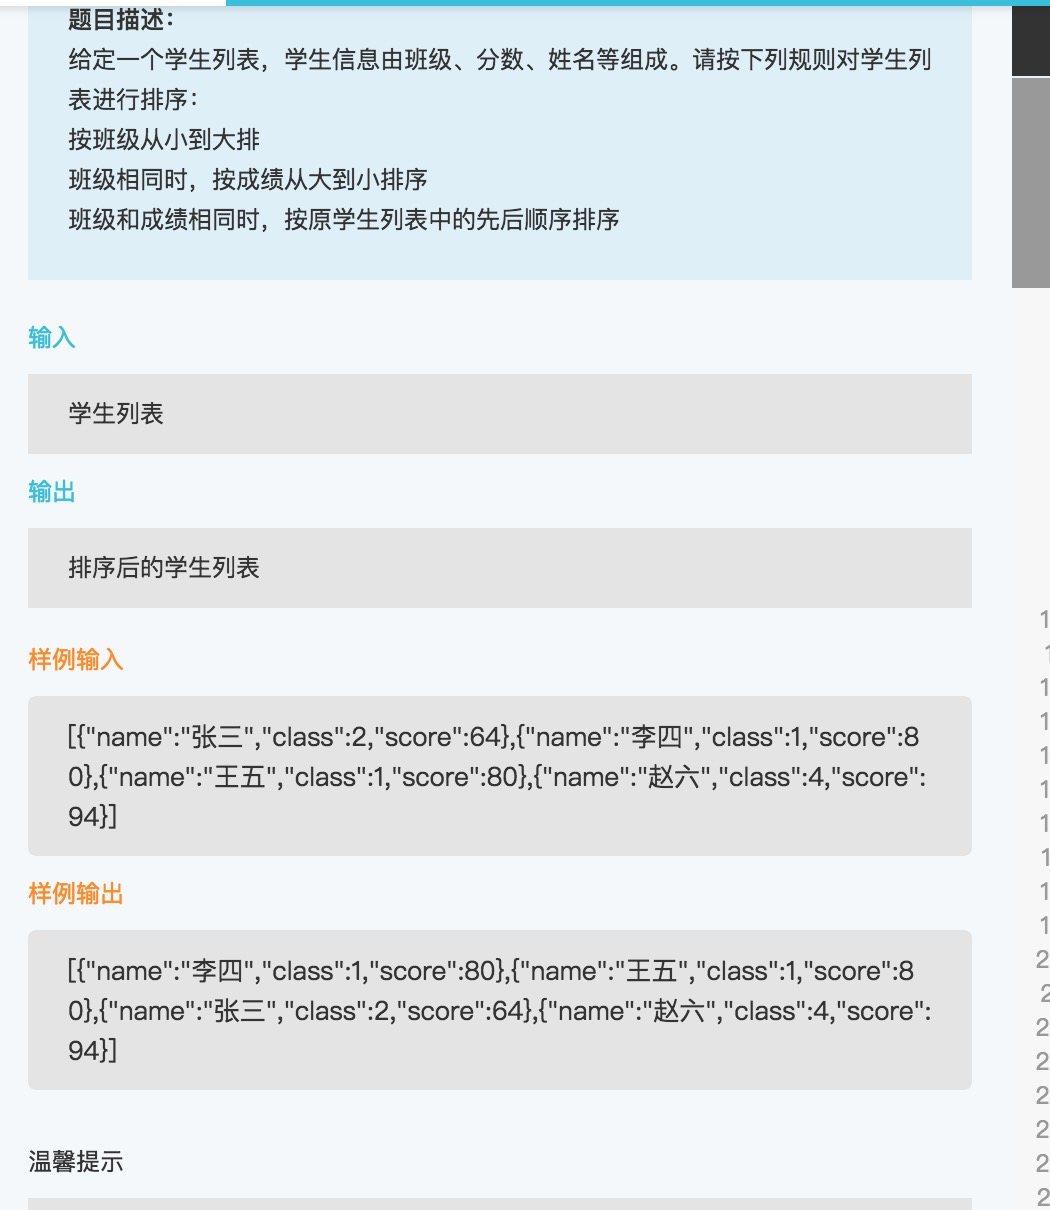 题目描述：
给定一个学生列表，学生信息由班级、分数、姓名等组成。请按下列规则对学生列
表进行排序：
按班级从小到大排
班级相同时，按成绩从大到小排序
班级和成绩相同时，按原学生列表中的先后顺序排序
输入
学生列表
输出
排序后的学生列表
样例输入
[{"name":"张三","class":2,"score":64},{"name":"李四","class":1,"score":8
0},{"name":"王五","class":1,"score":80},{"name":"赵六","class":4,"score":
94}]
样例输出
[{"name":"李四","class":1,"score":80},{"name":"王五","class":1,"score":8
0},{"name":"张三","class":2,"score":64},{"name":"赵六","class":4,"score":
94}]
温馨提示